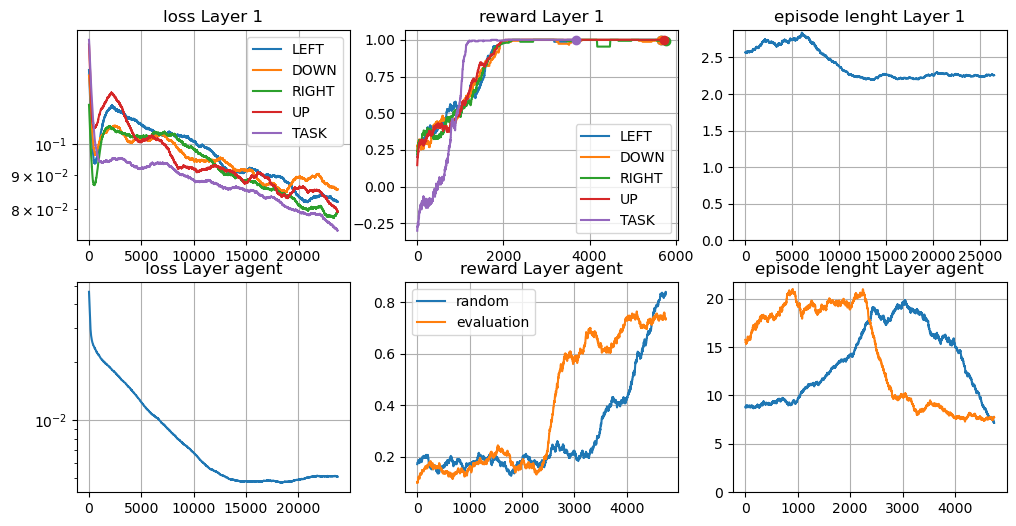 loss Layer 1
reward Layer 1
episode lenght Layer 1
LEFT
DOWN
RIGHT
UP
TASK
10⁻¹
9 × 10⁻²
8 × 10⁻²
0 5000 10000 15000 20000
1.00
0.75
0.50
0.25
0.00
−0.25
LEFT
DOWN
RIGHT
UP
TASK
0 2000 4000 6000
2.5
2.0
1.5
1.0
0.5
0.0
0 5000 10000 15000 20000 25000
loss Layer agent
reward Layer agent
episode lenght Layer agent
10⁻²
0 5000 10000 15000 20000
random
evaluation
0.8
0.6
0.4
0.2
0 1000 2000 3000 4000
20
15
10
5
0
0 1000 2000 3000 4000